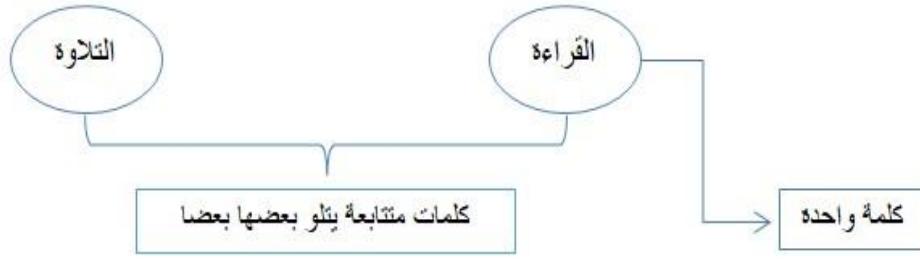 القراءة
التلاوة
كلمات متتابعة يتلو بعضها بعضا
كلمة واحده